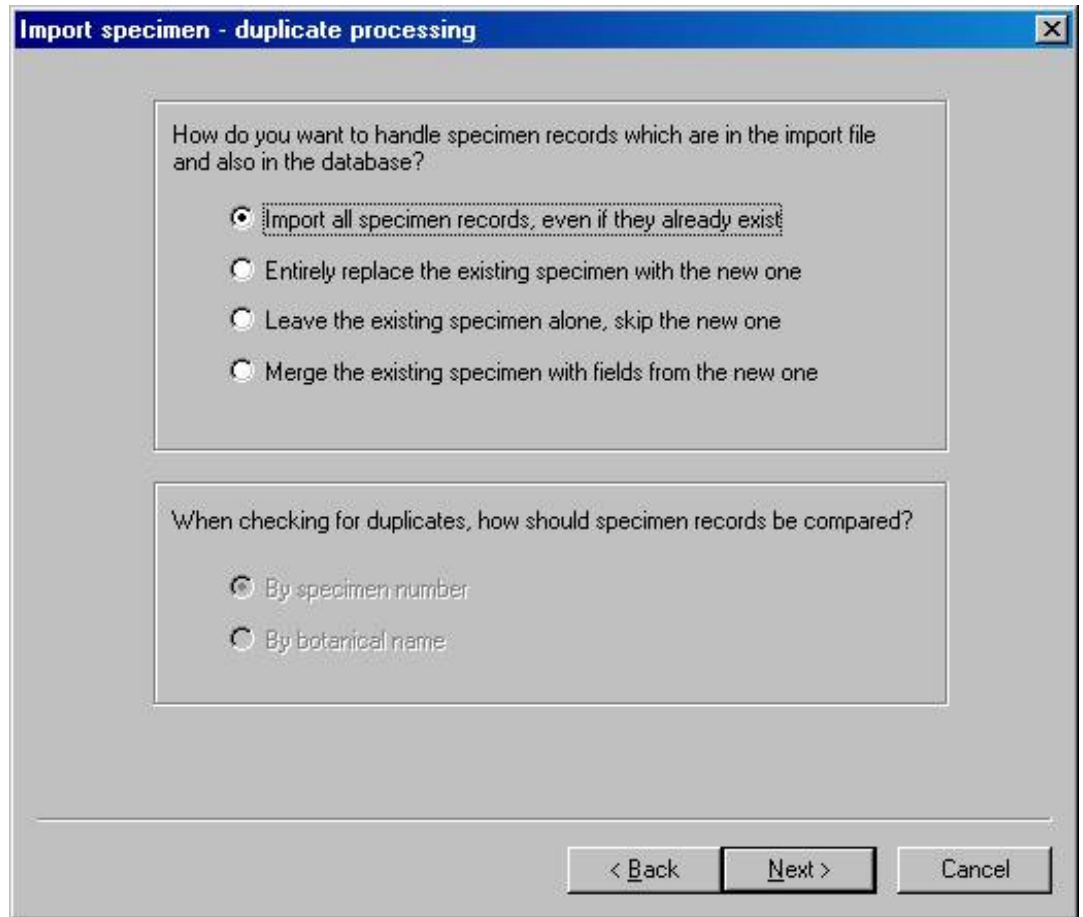 Import specimen - duplicate processing
How do you want to handle specimen records which are in the import file
and also in the database?
Import all specimen records, even if they already exist
Entirely replace the existing specimen with the new one
Leave the existing specimen alone, skip the new one
Merge the existing specimen with fields from the new one
When checking for duplicates, how should specimen records be compared?
By specimen number
By botanical name
< Back Next > Cancel